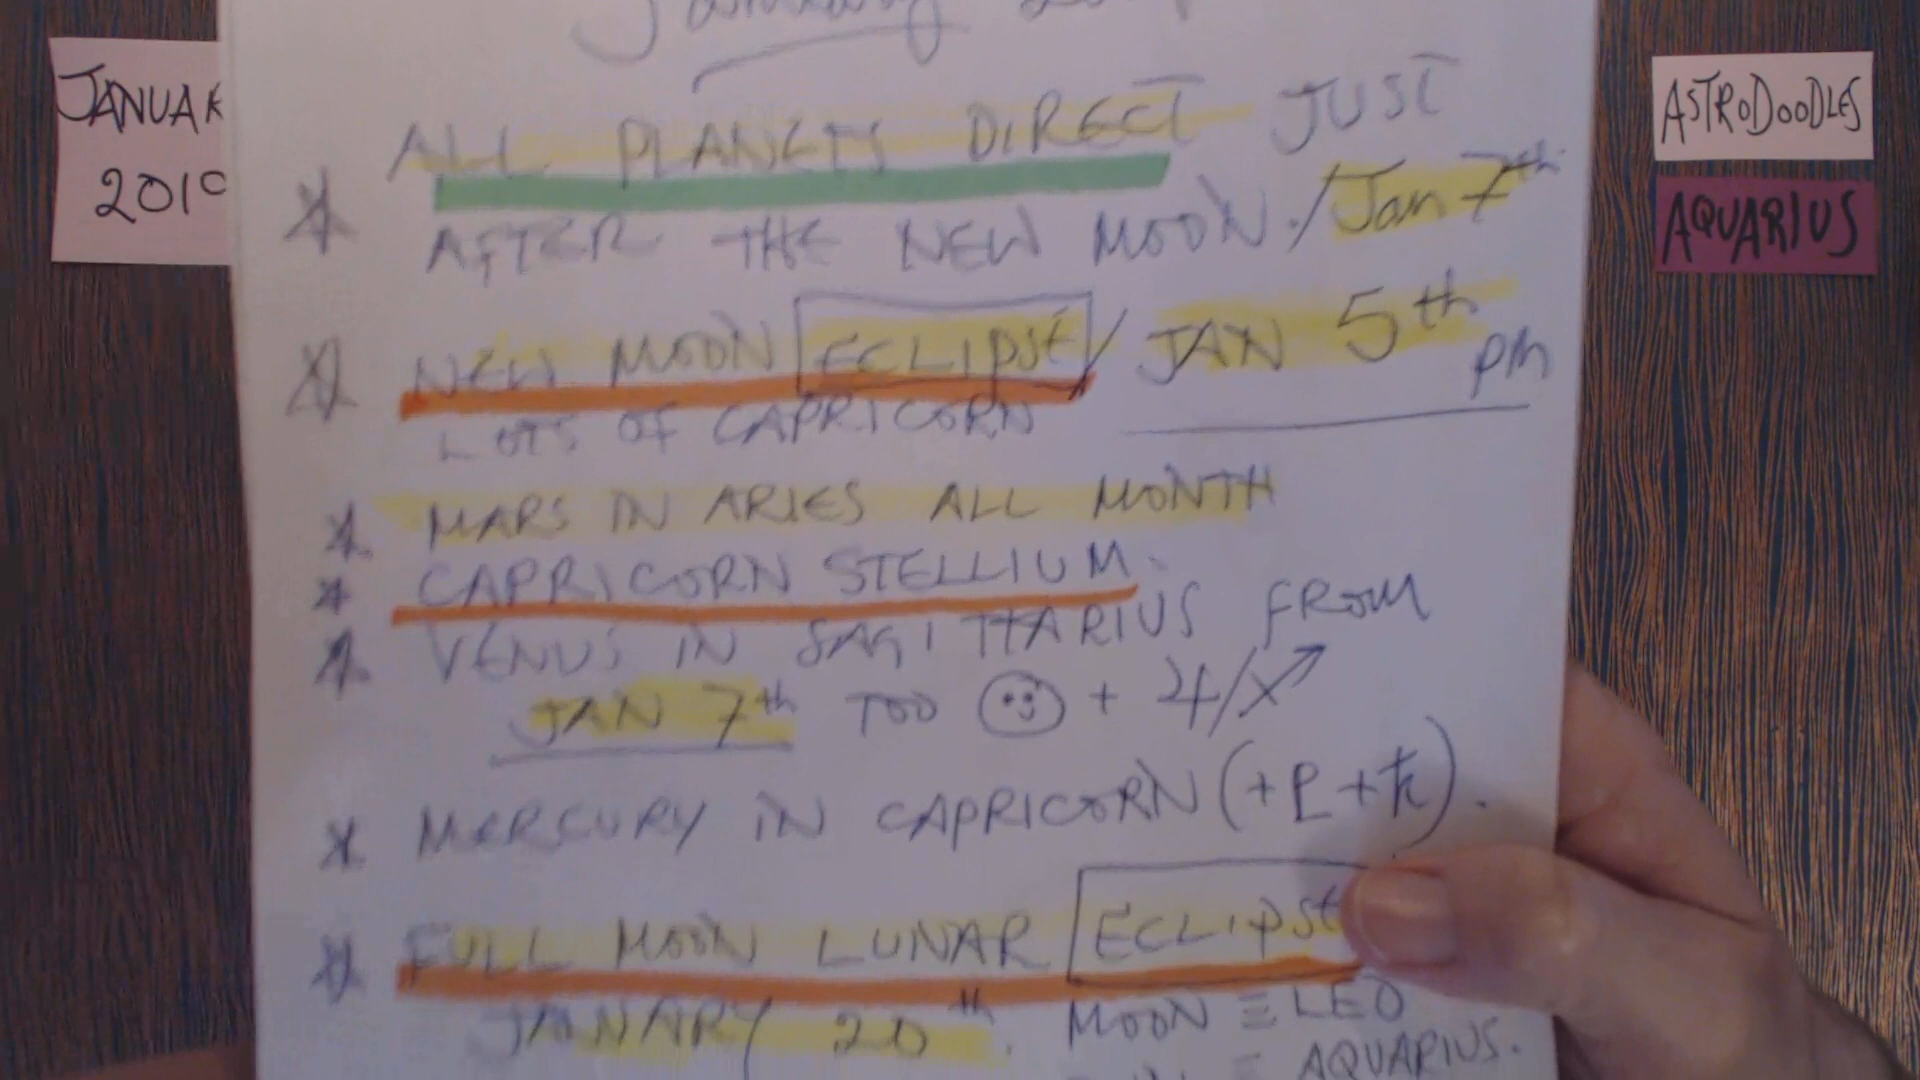 JANUAR
2019
ASTRODOODLES
AQUARIUS
January
* ALL PLANETS DIRECT JUST
AFTER THE NEW MOON. / Jan 7th
* NEW MOON ECLIPSE / JAN 5th pm
LOTS OF CAPRICORN
* MARS IN ARIES ALL MONTH
* CAPRICORN STELLIUM.
* VENUS IN SAGITTARIUS FROM
JAN 7th TOO ☺ + ♃/♐
* MERCURY IN CAPRICORN (+ P + ♄).
* FULL MOON LUNAR ECLIPSE
JANARY 20th. MOON ≡ LEO
≡ AQUARIUS.